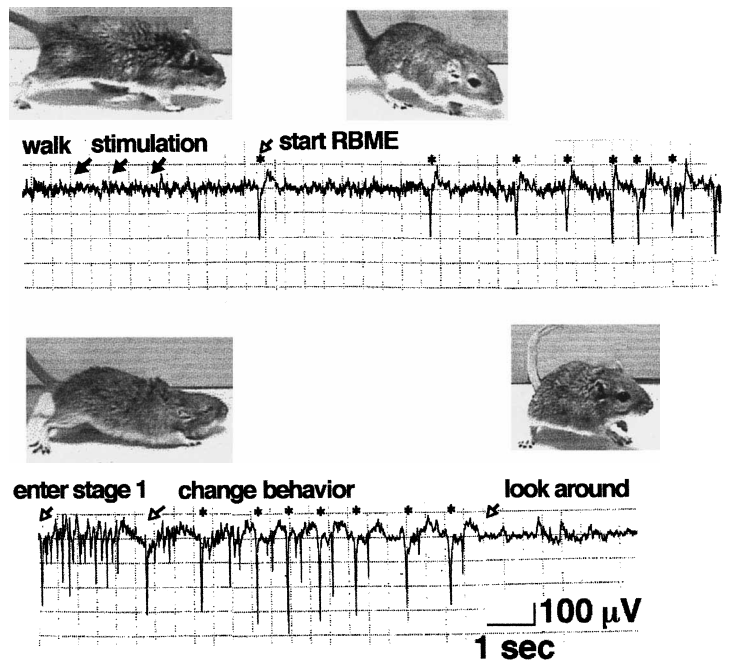 walk stimulation start RBME
* * * * * * *
enter stage 1 change behavior look around
* * * * * * *
100 μV
1 sec